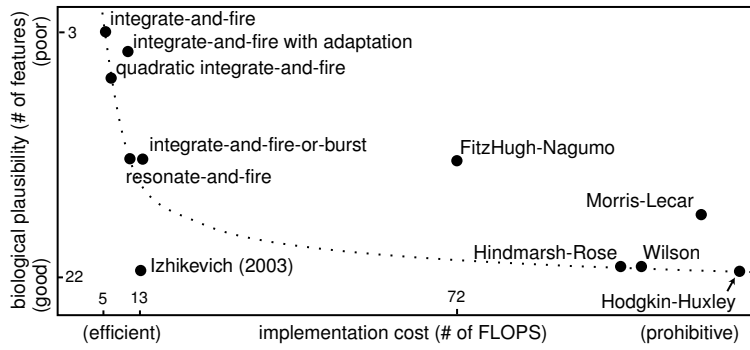 biological plausibility (# of features)
(good)
(poor)
3
22
integrate-and-fire
integrate-and-fire with adaptation
quadratic integrate-and-fire
integrate-and-fire-or-burst
resonate-and-fire
FitzHugh-Nagumo
Morris-Lecar
Izhikevich (2003)
Hindmarsh-Rose
Wilson
Hodgkin-Huxley
5
13
72
(efficient)
implementation cost (# of FLOPS)
(prohibitive)